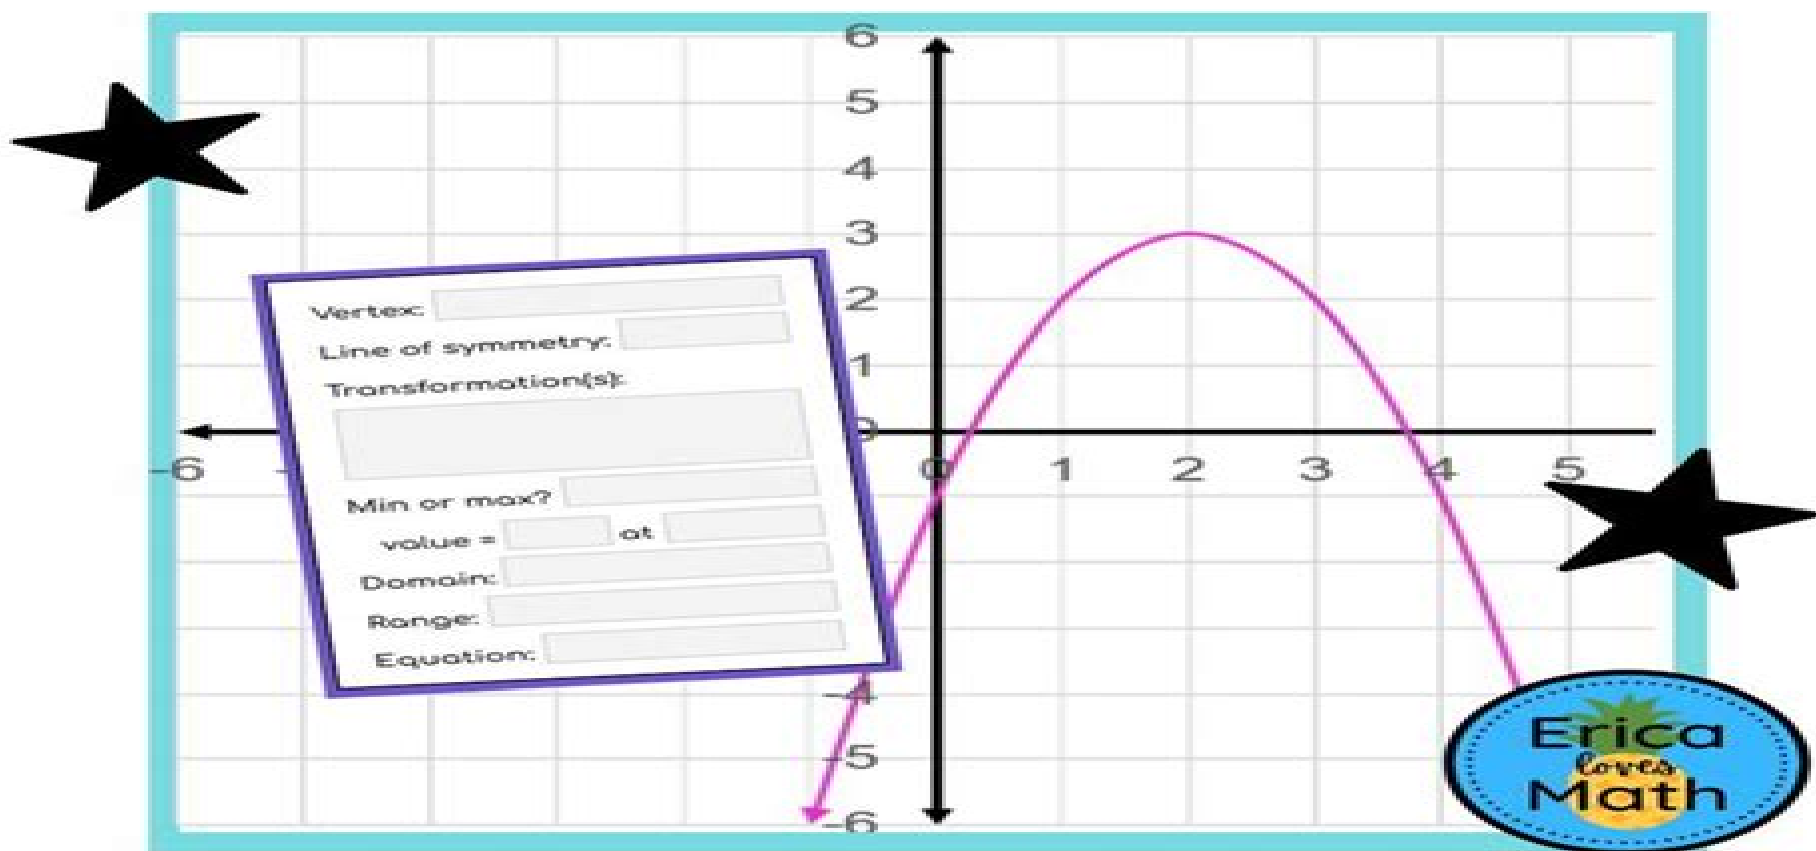 6
5
4
3
2
1
0
-6
0
1
2
3
4
5
-4
-5
-6
Vertex:
Line of symmetry:
Transformation(s):
Min or max?
value = at
Domain:
Range:
Equation:
Erica
loves
Math